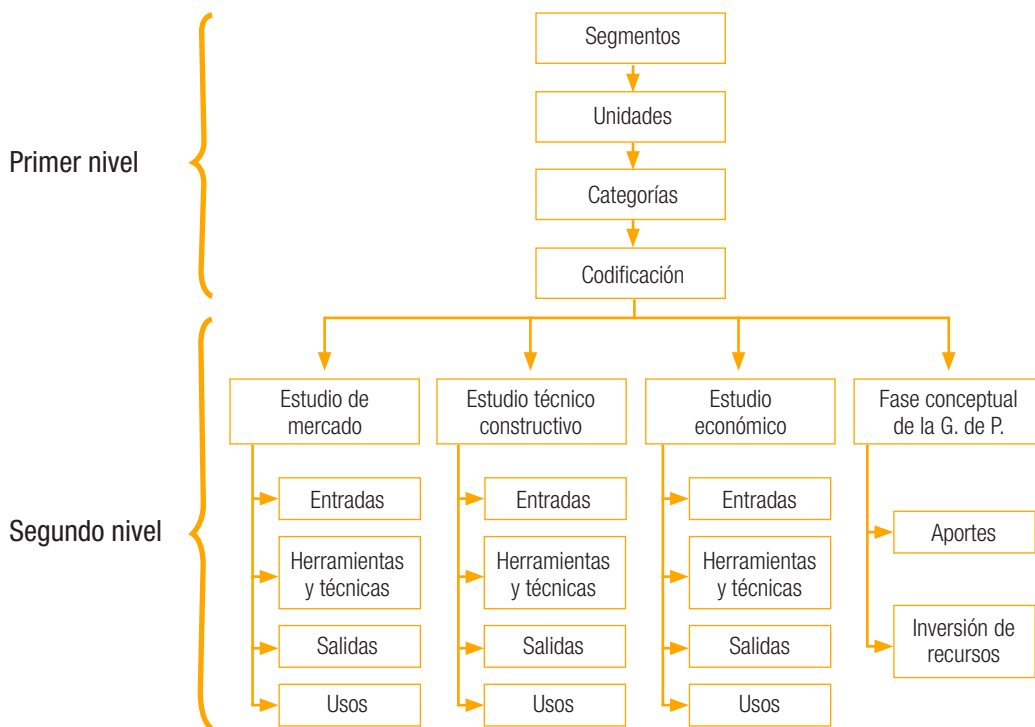 Segmentos
Unidades
Primer nivel
Categorías
Codificación
Estudio de
mercado
Estudio técnico
constructivo
Estudio
económico
Fase conceptual
de la G. de P.
Segundo nivel
Entradas
Herramientas
y técnicas
Salidas
Usos
Entradas
Herramientas
y técnicas
Salidas
Usos
Entradas
Herramientas
y técnicas
Salidas
Usos
Aportes
Inversión de
recursos